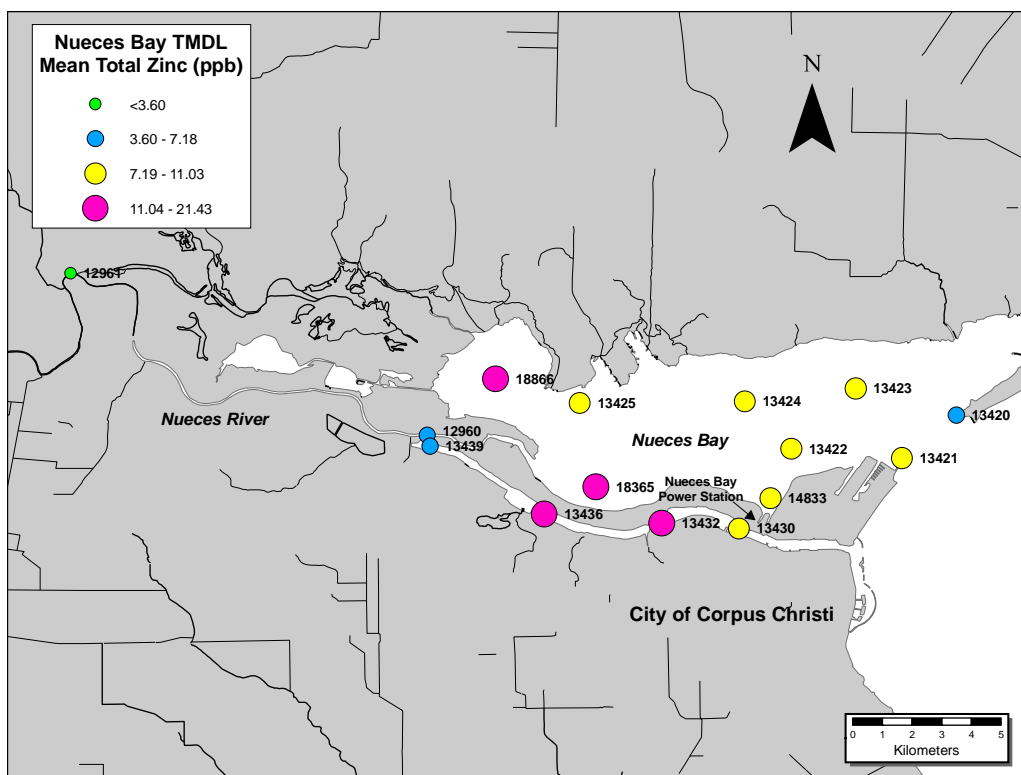 Nueces Bay TMDL
Mean Total Zinc (ppb)
<3.60
3.60 - 7.18
7.19 - 11.03
11.04 - 21.43
N
12961
18866
13425
13424
13423
13420
Nueces River
12960
13439
Nueces Bay
13422
13421
18365
Nueces Bay
Power Station
14833
13436
13432
13430
City of Corpus Christi
0 1 2 3 4 5
Kilometers